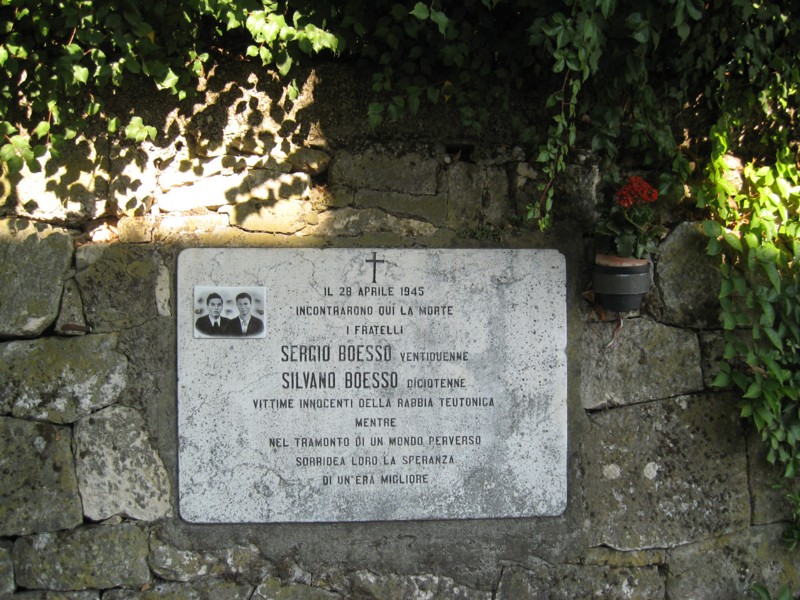 IL 28 APRILE 1945
INCONTRARONO QUI LA MORTE
I FRATELLI
SERGIO BOESSO VENTIDUENNE
SILVANO BOESSO DICIOTENNE
VITTIME INNOCENTI DELLA RABBIA TEUTONICA
MENTRE
NEL TRAMONTO DI UN MONDO PERVERSO
SORRIDEA LORO LA SPERANZA
DI UN'ERA MIGLIORE